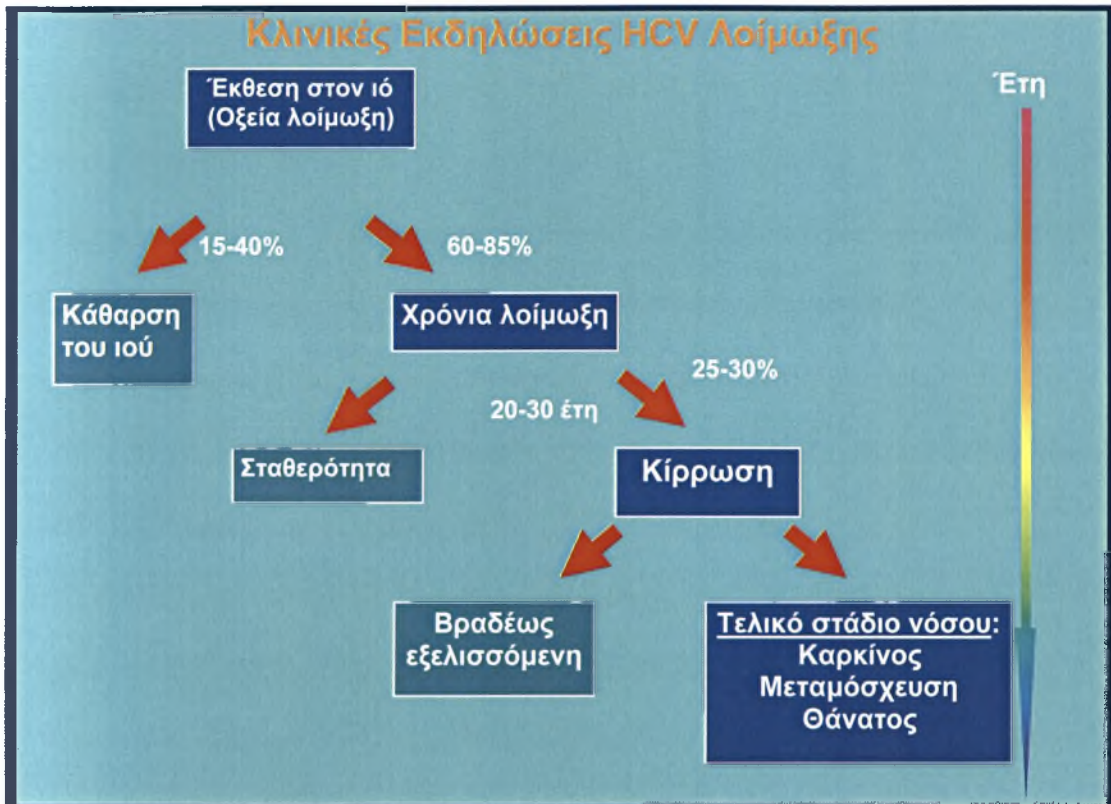 Κλινικές Εκδηλώσεις HCV Λοίμωξης
Έκθεση στον ιό
(Οξεία λοίμωξη)
Έτη
15-40%
60-85%
Κάθαρση
του ιού
Χρόνια λοίμωξη
25-30%
20-30 έτη
Σταθερότητα
Κίρρωση
Βραδέως
εξελισσόμενη
Τελικό στάδιο νόσου:
Καρκίνος
Μεταμόσχευση
Θάνατος